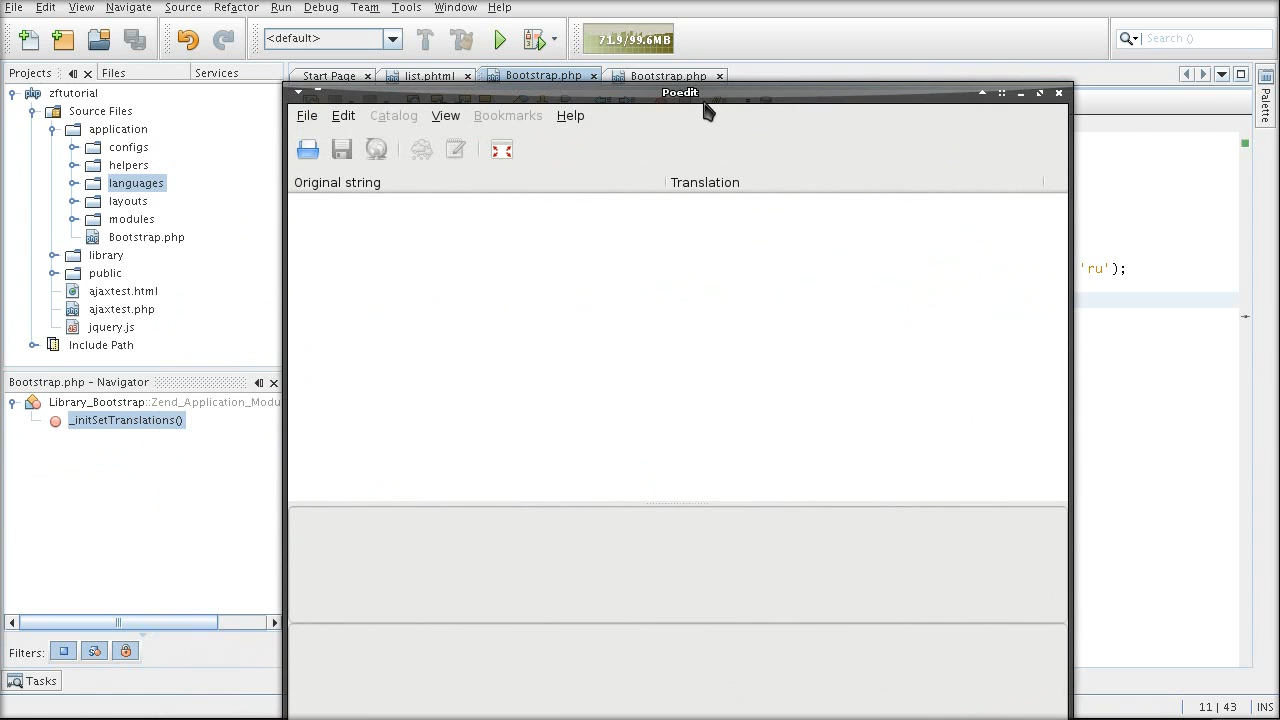 File Edit View Navigate Source Refactor Run Debug Team Tools Window Help
<default>
71.9/99.6MB
Search ()
Projects
Files
Services
Start Page
list.phtml
Bootstrap.php
Bootstrap.php
Palette
zftutorial
Source Files
application
configs
helpers
languages
layouts
modules
Bootstrap.php
library
public
ajaxtest.html
ajaxtest.php
jquery.js
Include Path
Poedit
File Edit Catalog View Bookmarks Help
Original string
Translation
'ru');
Bootstrap.php - Navigator
Library_Bootstrap::Zend_Application_Modu
_initSetTranslations()
Filters:
Tasks
11 | 43
INS